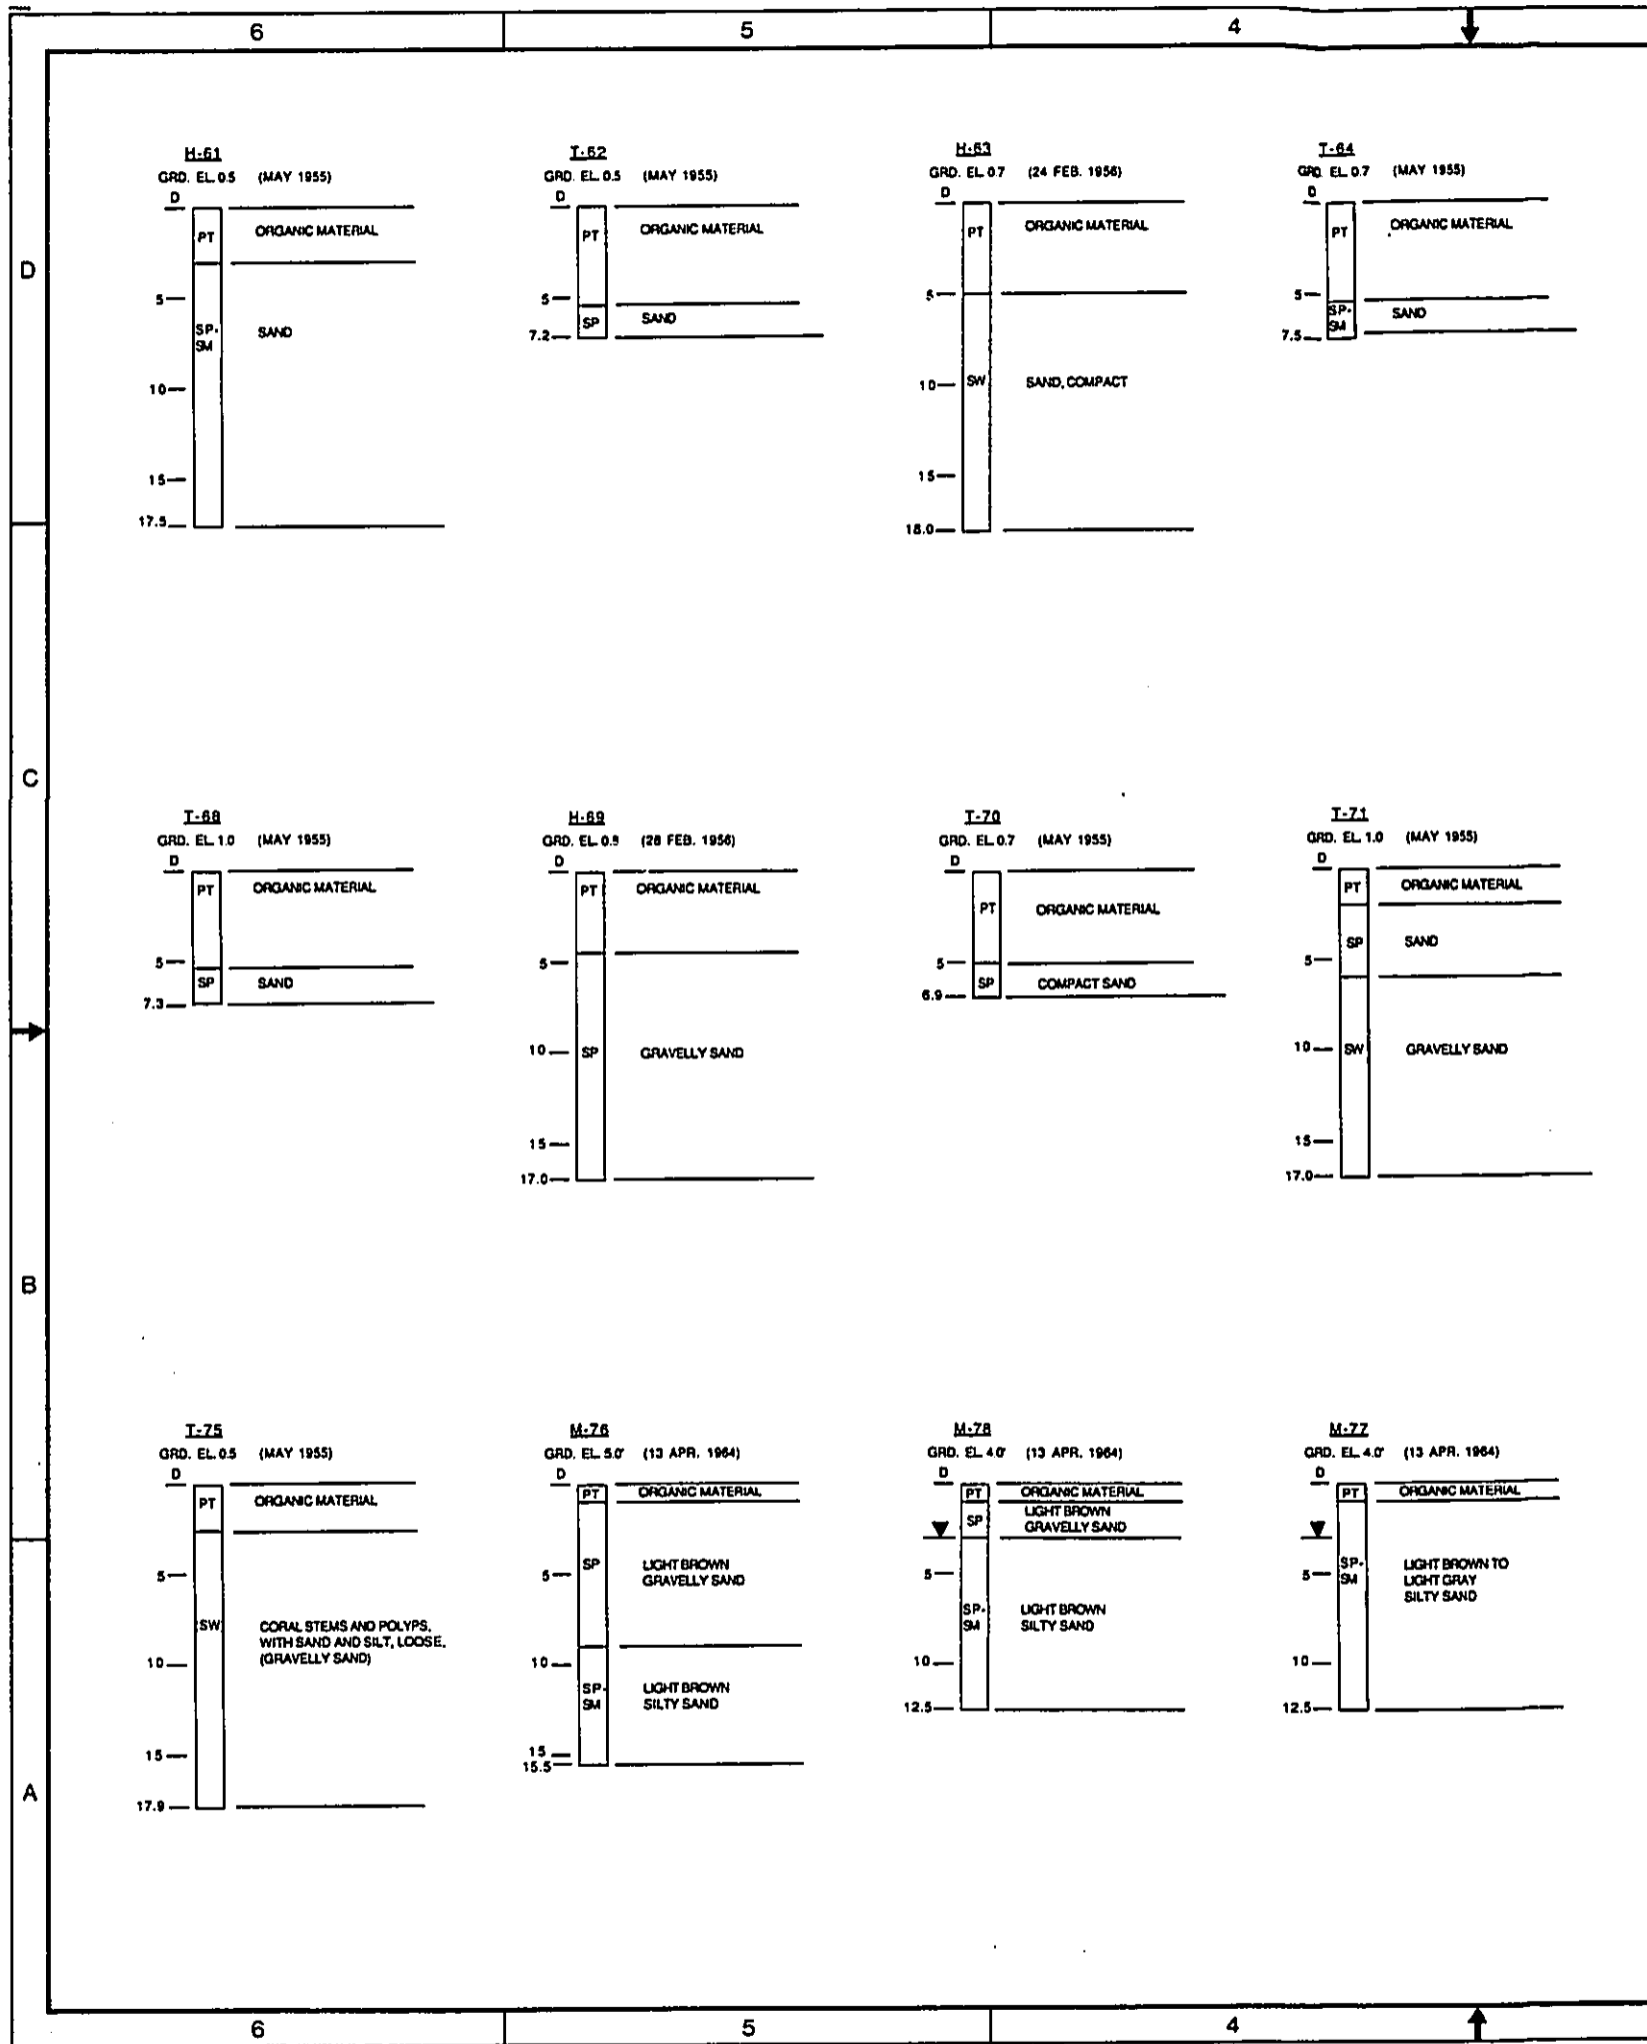 6 5 4
H-61
GRD. EL 0.5 (MAY 1955)
D
PT ORGANIC MATERIAL
5
SP-
SM SAND
10
15
17.5
T-62
GRD. EL 0.5 (MAY 1955)
D
PT ORGANIC MATERIAL
5
SP SAND
7.2
H-63
GRD. EL 0.7 (24 FEB. 1956)
D
PT ORGANIC MATERIAL
5
10 SW SAND, COMPACT
15
18.0
T-64
GRD. EL 0.7 (MAY 1955)
D
PT ORGANIC MATERIAL
5
SP-
SM SAND
7.5
D
C
T-68
GRD. EL 1.0 (MAY 1955)
D
PT ORGANIC MATERIAL
5
SP SAND
7.3
H-69
GRD. EL (26 FEB. 1956)
D
PT ORGANIC MATERIAL
5
10 SP GRAVELLY SAND
15
17.0
T-70
GRD. EL 0.7 (MAY 1955)
D
PT ORGANIC MATERIAL
5
SP COMPACT SAND
6.9
T-71
GRD. EL 1.0 (MAY 1955)
D
PT ORGANIC MATERIAL
SP SAND
5
10 SW GRAVELLY SAND
15
17.0
B
T-75
GRD. EL 0.5 (MAY 1955)
D
PT ORGANIC MATERIAL
5
SW CORAL STEMS AND POLYPS,
WITH SAND AND SILT, LOOSE,
(GRAVELLY SAND)
10
15
17.9
M-76
GRD. EL 5.0' (13 APR. 1964)
D
PT ORGANIC MATERIAL
SP LIGHT BROWN
GRAVELLY SAND
5
10
SP-
SM LIGHT BROWN
SILTY SAND
15
15.5
M-78
GRD. EL 4.0' (13 APR. 1964)
D
PT ORGANIC MATERIAL
SP LIGHT BROWN
GRAVELLY SAND
5
SP-
SM LIGHT BROWN
SILTY SAND
10
12.5
M-77
GRD. EL 4.0' (13 APR. 1964)
D
PT ORGANIC MATERIAL
5 SP-
SM LIGHT BROWN TO
LIGHT GRAY
SILTY SAND
10
12.5
A
6 5 4